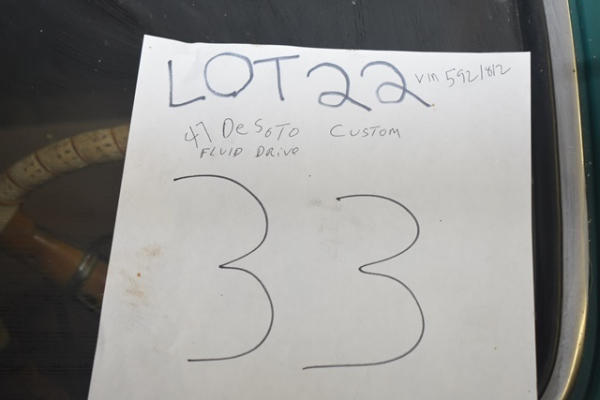 LOT 22 vin 5921812
47 DeSoto Custom
FLUID DRIVE
33